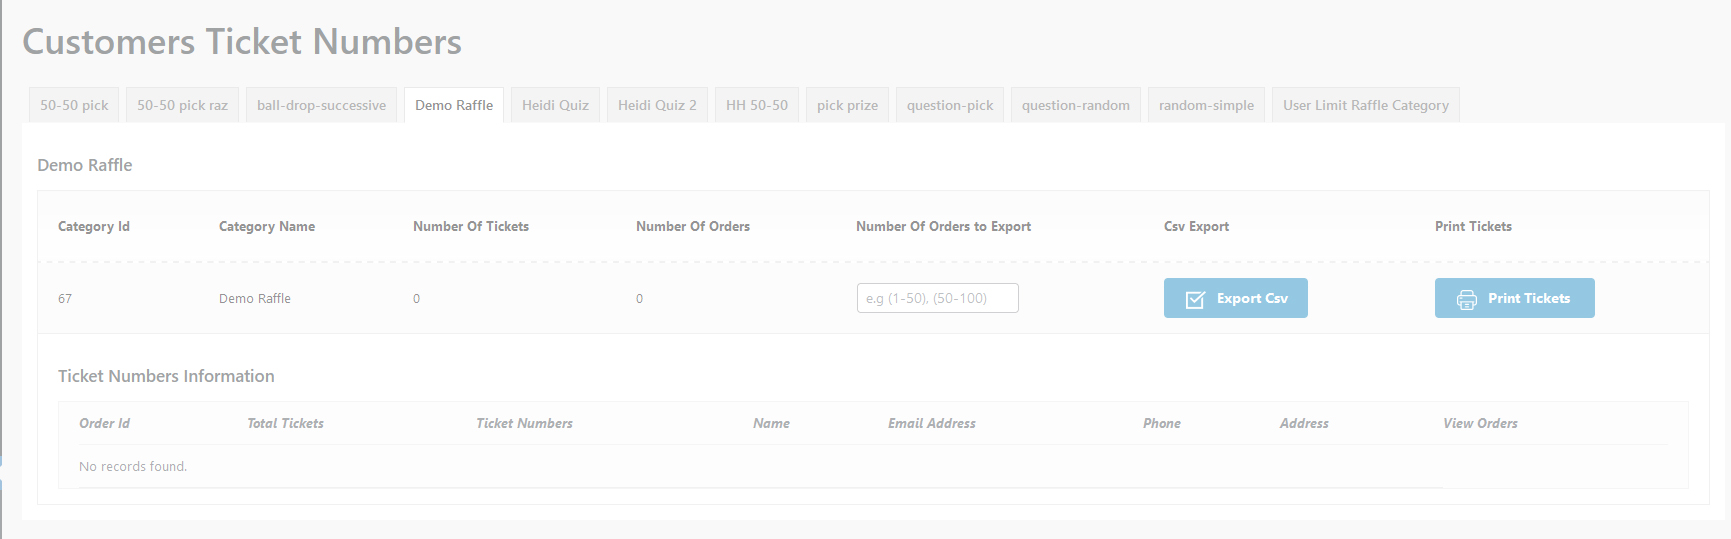 Customers Ticket Numbers
50-50 pick 50-50 pick raz ball-drop-successive Demo Raffle Heidi Quiz Heidi Quiz 2 HH 50-50 pick prize question-pick question-random random-simple User Limit Raffle Category
Demo Raffle
Category Id Category Name Number Of Tickets Number Of Orders Number Of Orders to Export Csv Export Print Tickets
67 Demo Raffle 0 0 e.g (1-50), (50-100) Export Csv Print Tickets
Ticket Numbers Information
Order Id Total Tickets Ticket Numbers Name Email Address Phone Address View Orders
No records found.